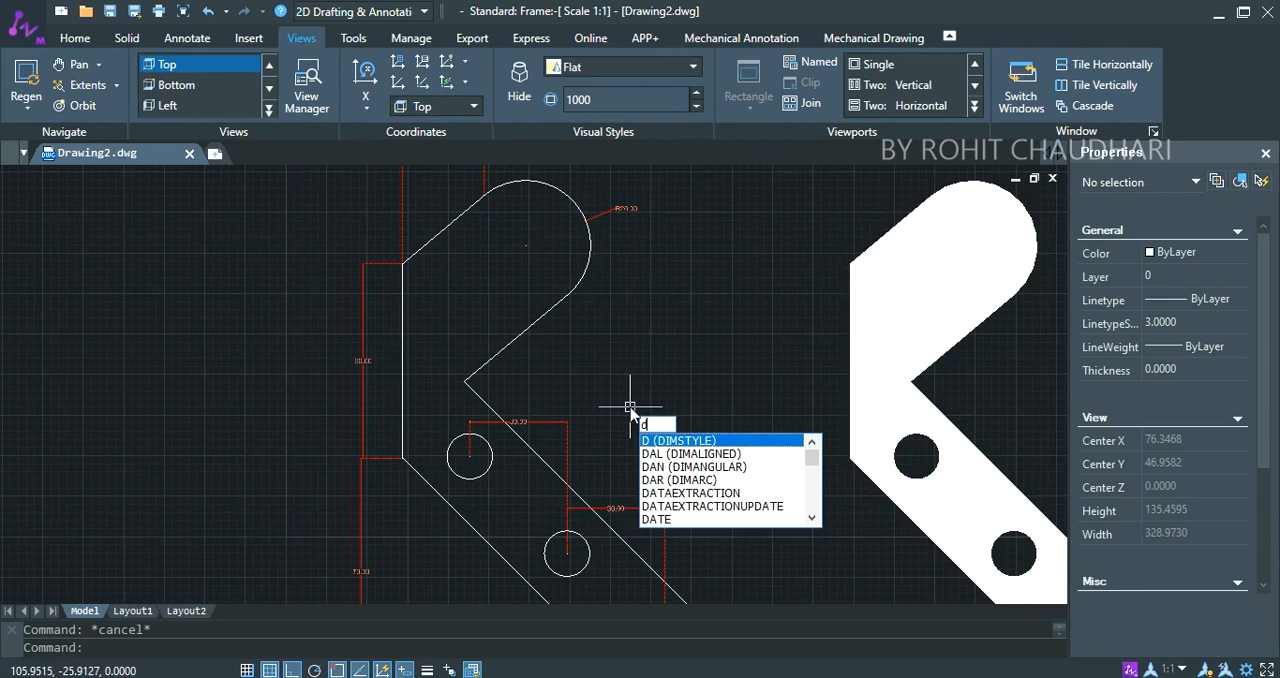 2D Drafting & Annotati
- Standard: Frame:-[ Scale 1:1] - [Drawing2.dwg]
Home
Solid
Annotate
Insert
Views
Tools
Manage
Export
Express
Online
APP+
Mechanical Annotation
Mechanical Drawing
Regen
Pan
Extents
Orbit
Navigate
Top
Bottom
Left
View
Manager
Views
X
Top
Coordinates
Hide
Flat
1000
Visual Styles
Rectangle
Named
Clip
Join
Single
Two: Vertical
Two: Horizontal
Viewports
Switch
Windows
Tile Horizontally
Tile Vertically
Cascade
Window
Drawing2.dwg
BY ROHIT CHAUDHARI
Properties
No selection
General
Color ByLayer
Layer 0
Linetype ByLayer
LinetypeS... 3.0000
LineWeight ByLayer
Thickness 0.0000
View
Center X 76.3468
Center Y 46.9582
Center Z 0.0000
Height 135.4595
Width 328.9730
Misc
d
D (DIMSTYLE)
DAL (DIMALIGNED)
DAN (DIMANGULAR)
DAR (DIMARC)
DATAEXTRACTION
DATAEXTRACTIONUPDATE
DATE
30.00
Model
Layout1
Layout2
Command: *cancel*
Command:
105.9515, -25.9127, 0.0000
1:1